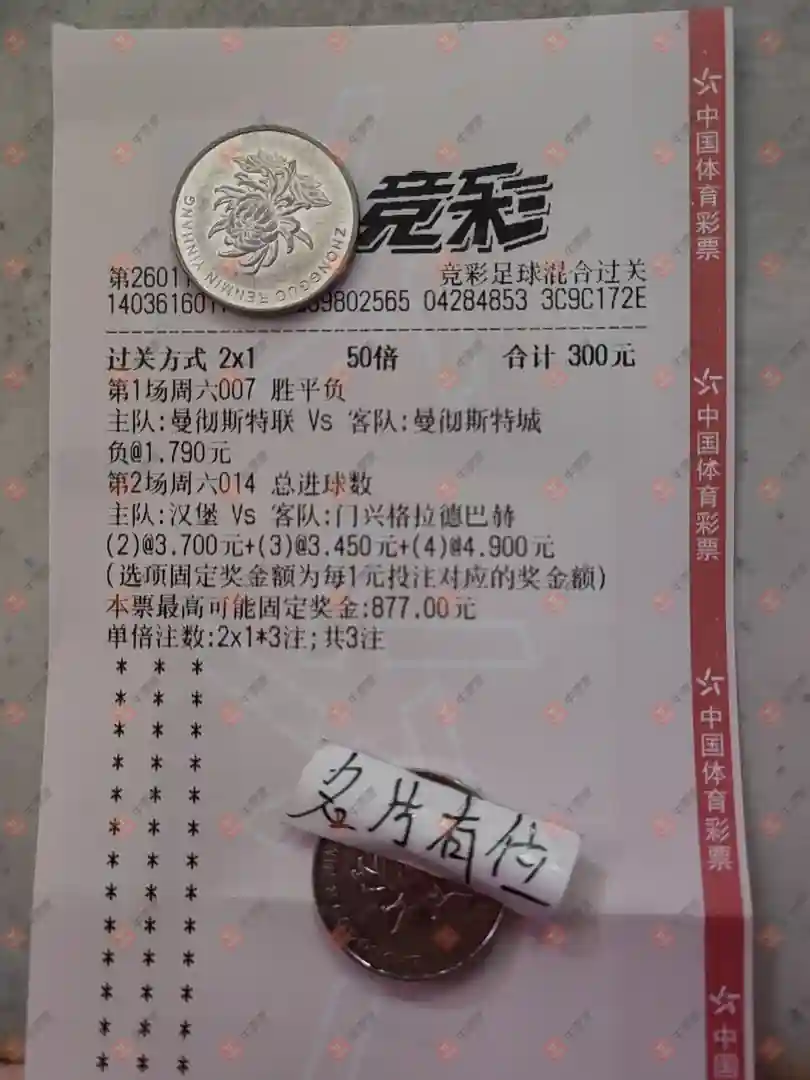 竞彩
第26011 竞彩足球混合过关
140361601 39802565 04284853 3C9C172E
过关方式 2x1 50倍 合计 300元
第1场周六007 胜平负
主队:曼彻斯特联 Vs 客队:曼彻斯特城
负@1.790元
第2场周六014 总进球数
主队:汉堡 Vs 客队:门兴格拉德巴赫
(2)@3.700元+(3)@3.450元+(4)@4.900元
(选项固定奖金额为每1元投注对应的奖金额)
本票最高可能固定奖金:877.00元
单倍注数:2x1*3注;共3注
* * *
* * *
* * *
* * *
* * *
* * *
* * *
* * *
* * *
* * *
* * *
* * *
* * *
名片有位
ZHONGGUO RENMIN YINHANG
中国体育彩票
中国体育彩票
中国体育彩票
中国